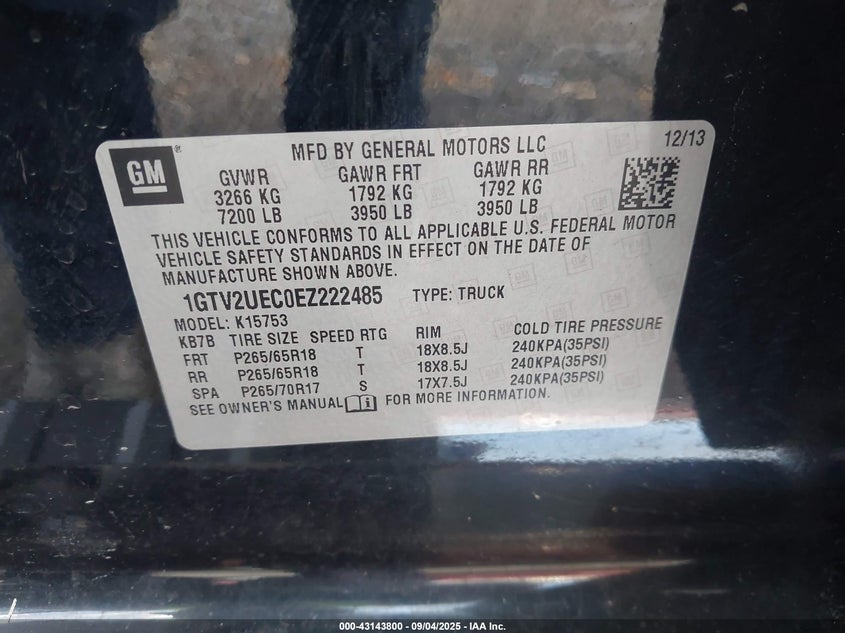 GM
MFD BY GENERAL MOTORS LLC
12/13
GVWR GAWR FRT GAWR RR
3266 KG 1792 KG 1792 KG
7200 LB 3950 LB 3950 LB
THIS VEHICLE CONFORMS TO ALL APPLICABLE U.S. FEDERAL MOTOR
VEHICLE SAFETY STANDARDS IN EFFECT ON THE DATE OF
MANUFACTURE SHOWN ABOVE.
1GTV2UEC0EZ222485 TYPE: TRUCK
MODEL: K15753
KB7B TIRE SIZE SPEED RTG RIM COLD TIRE PRESSURE
FRT P265/65R18 T 18X8.5J 240KPA(35PSI)
RR P265/65R18 T 18X8.5J 240KPA(35PSI)
SPA P265/70R17 S 17X7.5J 240KPA(35PSI)
SEE OWNER'S MANUAL FOR MORE INFORMATION.
000-43143800 - 09/04/2025 - IAA Inc.